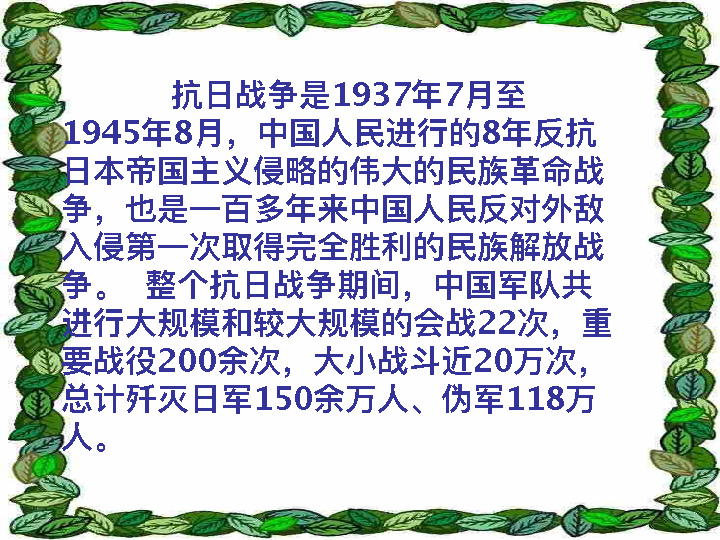 抗日战争是1937年7月至
1945年8月，中国人民进行的8年反抗
日本帝国主义侵略的伟大的民族革命战
争，也是一百多年来中国人民反对外敌
入侵第一次取得完全胜利的民族解放战
争。 整个抗日战争期间，中国军队共
进行大规模和较大规模的会战22次，重
要战役200余次，大小战斗近20万次，
总计歼灭日军150余万人、伪军118万
人。